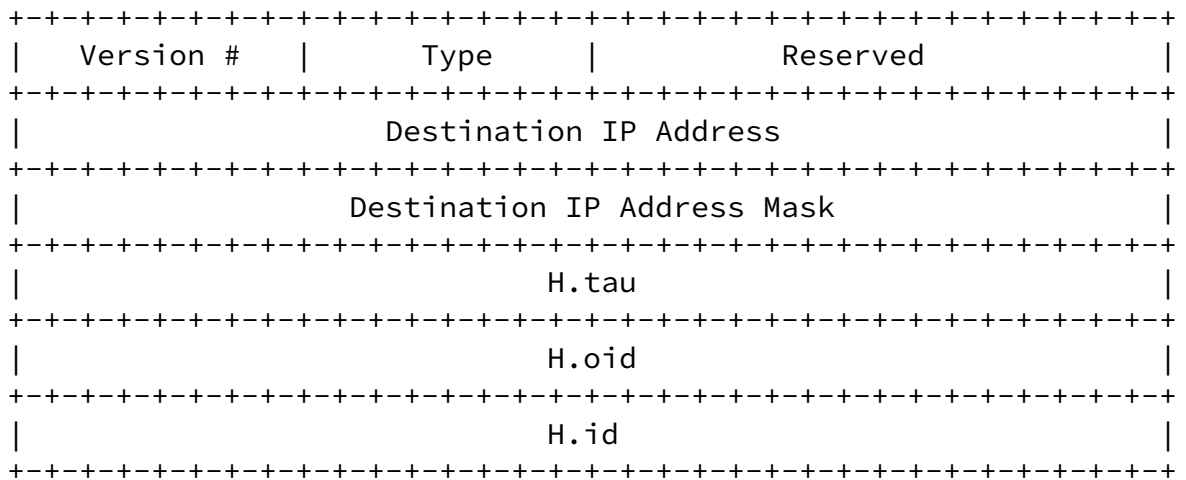 +-+-+-+-+-+-+-+-+-+-+-+-+-+-+-+-+-+-+-+-+-+-+-+-+-+-+-+-+-+-+-+-+
|   Version #   |      Type     |          Reserved             |
+-+-+-+-+-+-+-+-+-+-+-+-+-+-+-+-+-+-+-+-+-+-+-+-+-+-+-+-+-+-+-+-+
|                    Destination IP Address                     |
+-+-+-+-+-+-+-+-+-+-+-+-+-+-+-+-+-+-+-+-+-+-+-+-+-+-+-+-+-+-+-+-+
|                  Destination IP Address Mask                  |
+-+-+-+-+-+-+-+-+-+-+-+-+-+-+-+-+-+-+-+-+-+-+-+-+-+-+-+-+-+-+-+-+
|                             H.tau                             |
+-+-+-+-+-+-+-+-+-+-+-+-+-+-+-+-+-+-+-+-+-+-+-+-+-+-+-+-+-+-+-+-+
|                             H.oid                             |
+-+-+-+-+-+-+-+-+-+-+-+-+-+-+-+-+-+-+-+-+-+-+-+-+-+-+-+-+-+-+-+-+
|                             H.id                              |
+-+-+-+-+-+-+-+-+-+-+-+-+-+-+-+-+-+-+-+-+-+-+-+-+-+-+-+-+-+-+-+-+